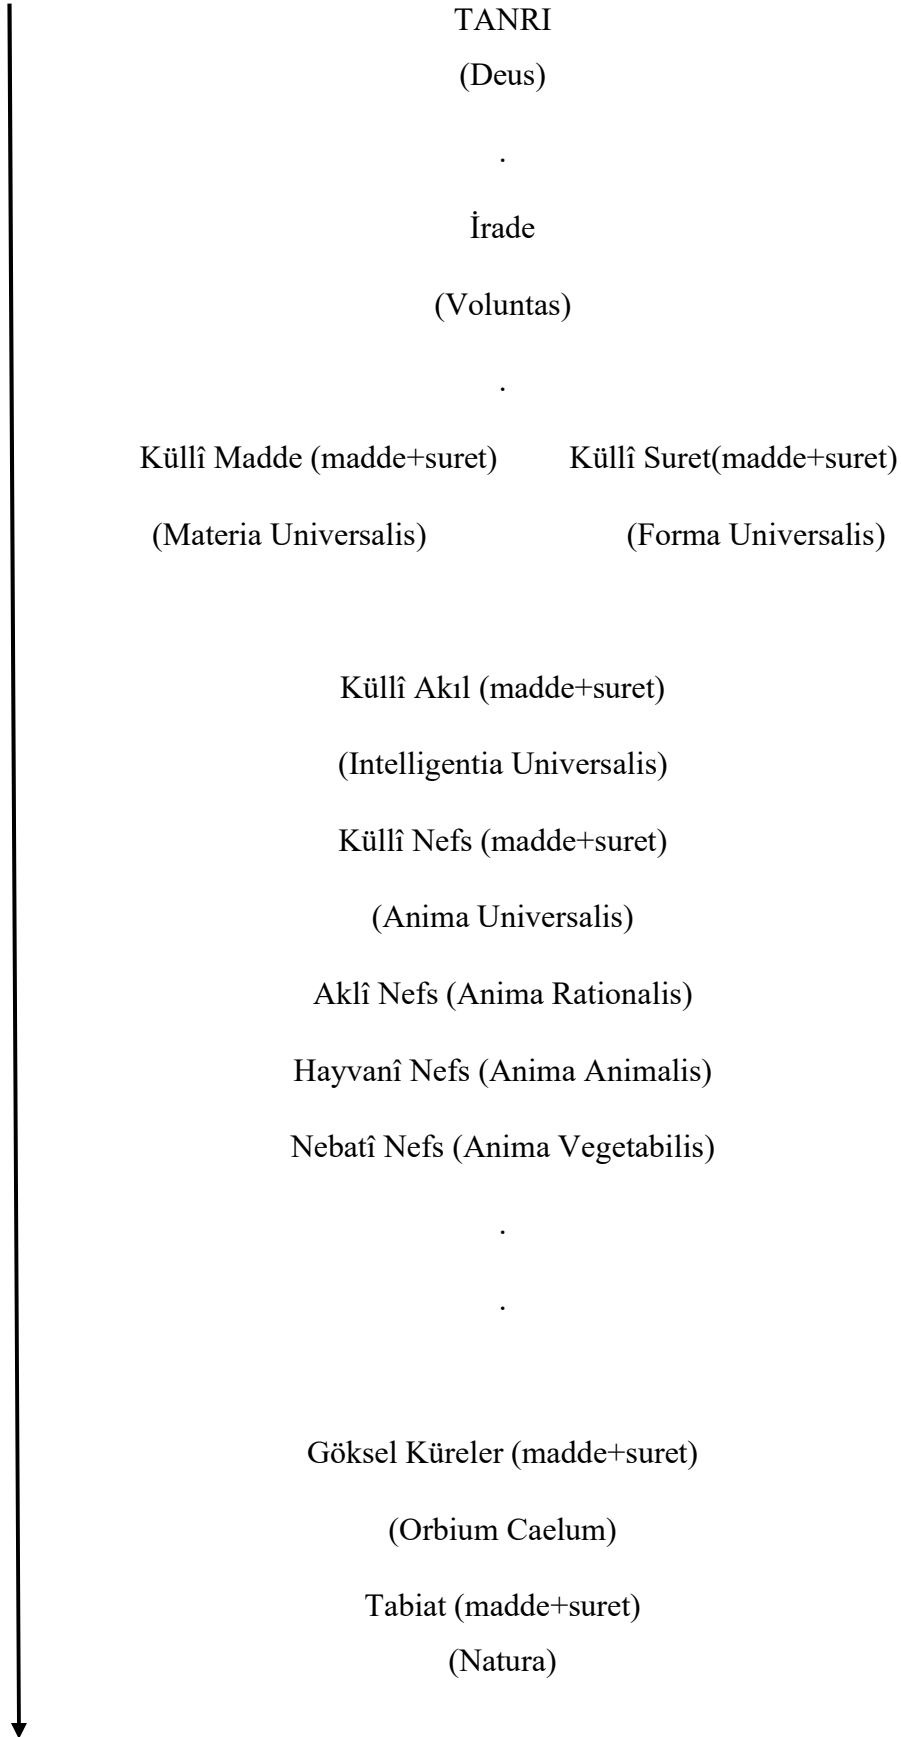 TANRI
(Deus)
.
İrade
(Voluntas)
.
Küllî Madde (madde+suret) Küllî Suret(madde+suret)
(Materia Universalis) (Forma Universalis)
Küllî Akıl (madde+suret)
(Intelligentia Universalis)
Küllî Nefs (madde+suret)
(Anima Universalis)
Aklî Nefs (Anima Rationalis)
Hayvanî Nefs (Anima Animalis)
Nebatî Nefs (Anima Vegetabilis)
.
.
Göksel Küreler (madde+suret)
(Orbium Caelum)
Tabiat (madde+suret)
(Natura)